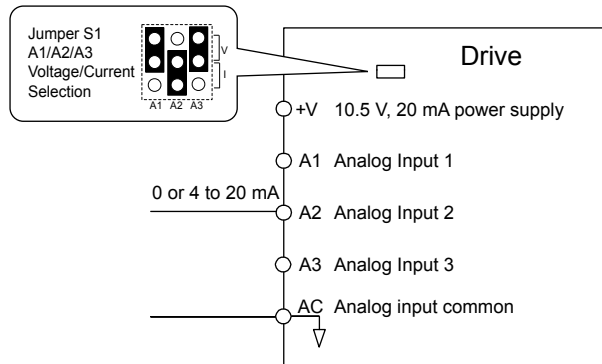 Jumper S1
A1/A2/A3
Voltage/Current
Selection
V
I
A1 A2 A3
Drive
+V 10.5 V, 20 mA power supply
A1 Analog Input 1
0 or 4 to 20 mA
A2 Analog Input 2
A3 Analog Input 3
AC Analog input common